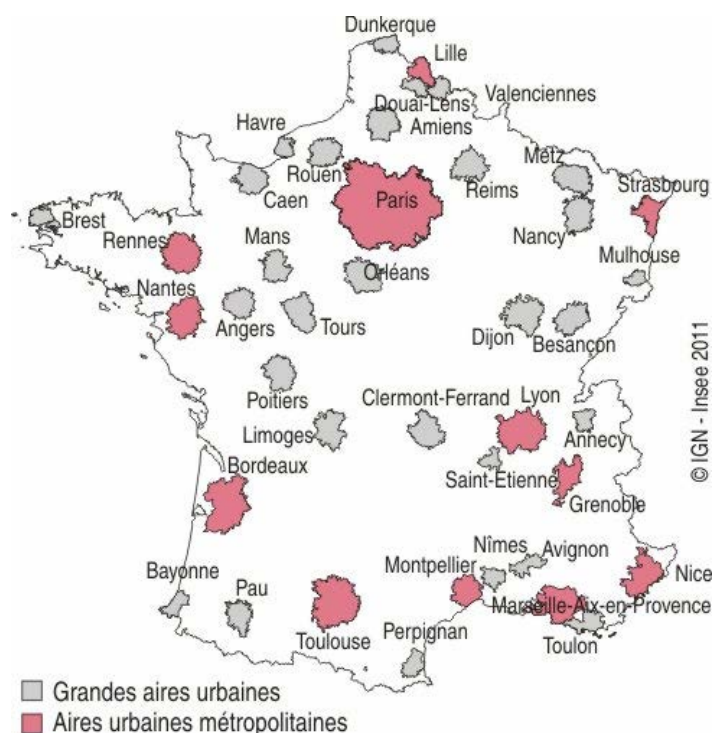 Dunkerque
Lille
Douai-Lens
Valenciennes
Amiens
Havre
Rouen
Caen
Paris
Reims
Metz
Strasbourg
Nancy
Brest
Rennes
Mans
Orléans
Mulhouse
Nantes
Angers
Tours
Dijon
Besançon
Poitiers
Limoges
Clermont-Ferrand
Lyon
Annecy
Saint-Etienne
Grenoble
Bordeaux
Bayonne
Pau
Toulouse
Montpellier
Nîmes
Avignon
Nice
Marseille-Aix-en-Provence
Toulon
Perpignan
© IGN - Insee 2011
Grandes aires urbaines
Aires urbaines métropolitaines